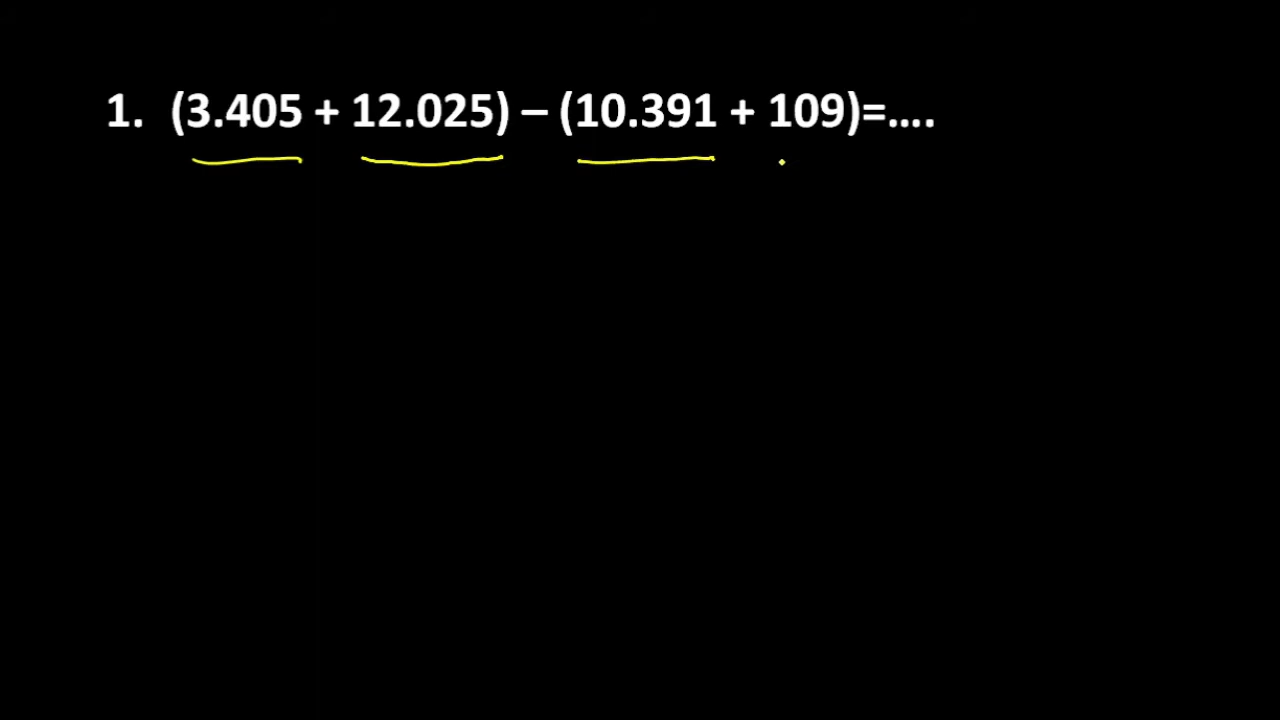 1. (3.405 + 12.025) – (10.391 + 109)=....